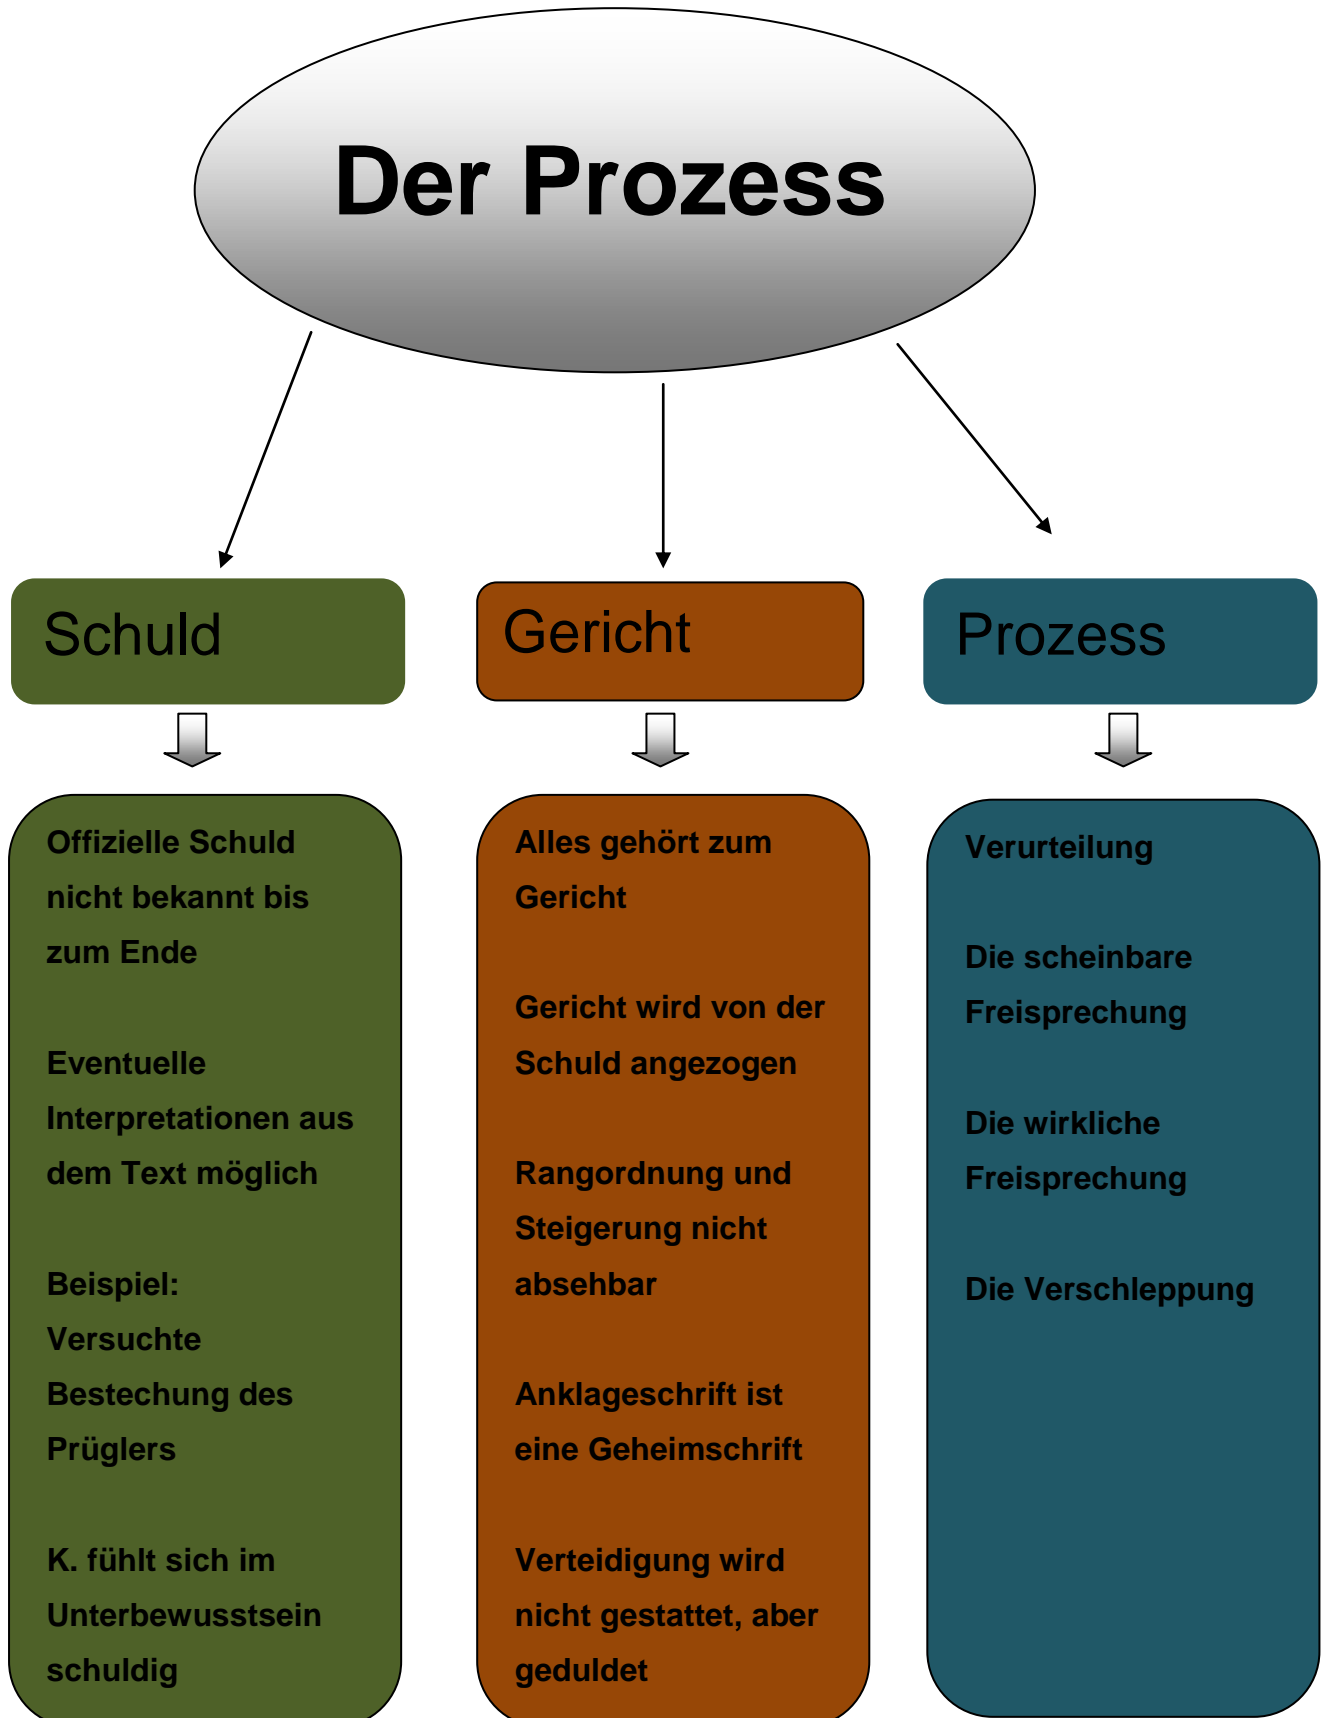 Der Prozess
Schuld
Gericht
Prozess
Offizielle Schuld
nicht bekannt bis
zum Ende
Eventuelle
Interpretationen aus
dem Text möglich
Beispiel:
Versuchte
Bestechung des
Prüglers
K. fühlt sich im
Unterbewusstsein
schuldig
Alles gehört zum
Gericht
Gericht wird von der
Schuld angezogen
Rangordnung und
Steigerung nicht
absehbar
Anklageschrift ist
eine Geheimschrift
Verteidigung wird
nicht gestattet, aber
geduldet
Verurteilung
Die scheinbare
Freisprechung
Die wirkliche
Freisprechung
Die Verschleppung